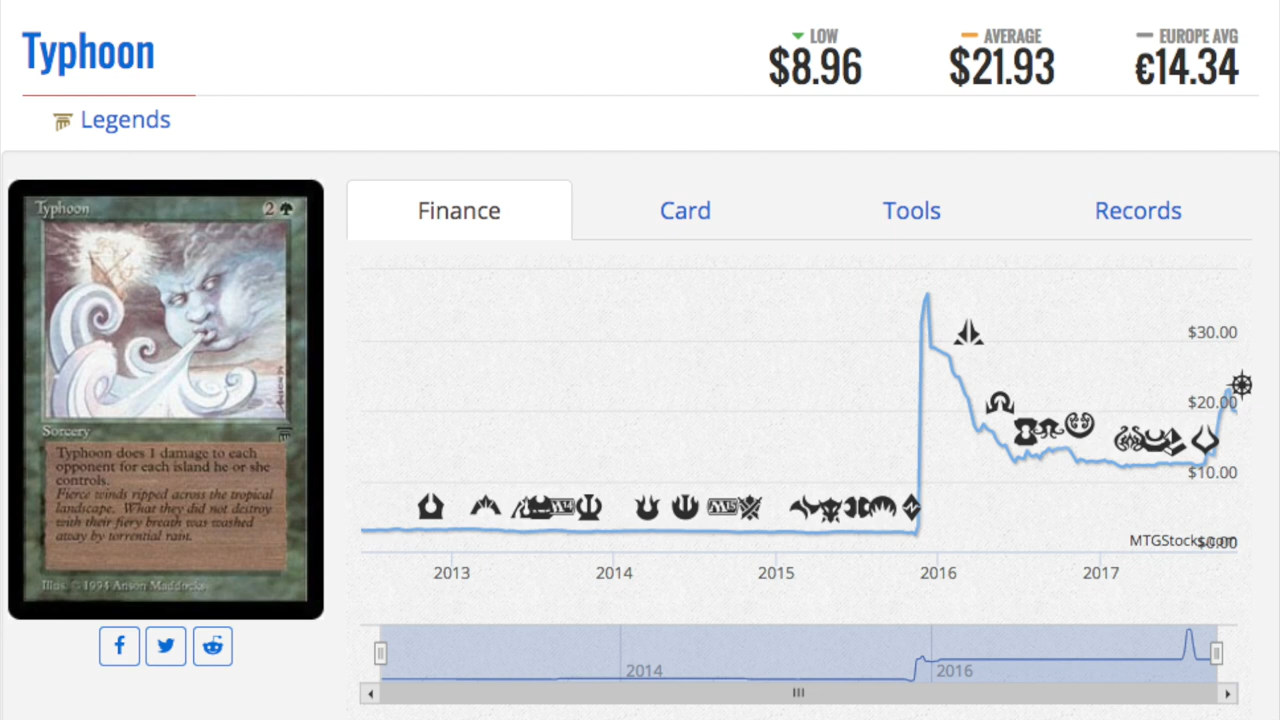 Typhoon
LOW
$8.96
AVERAGE
$21.93
EUROPE AVG
€14.34
Legends
Typhoon 2
Sorcery
Typhoon does 1 damage to each
opponent for each island he or she
controls.
Fierce winds ripped across the tropical
landscape. What they did not destroy
with their fiery breath was washed
away by torrential rain.
Illus. © 1994 Anson Maddocks
Finance
Card
Tools
Records
$30.00
$20.00
$10.00
$0.00
MTGStocks.com
2013
2014
2015
2016
2017
2014
2016